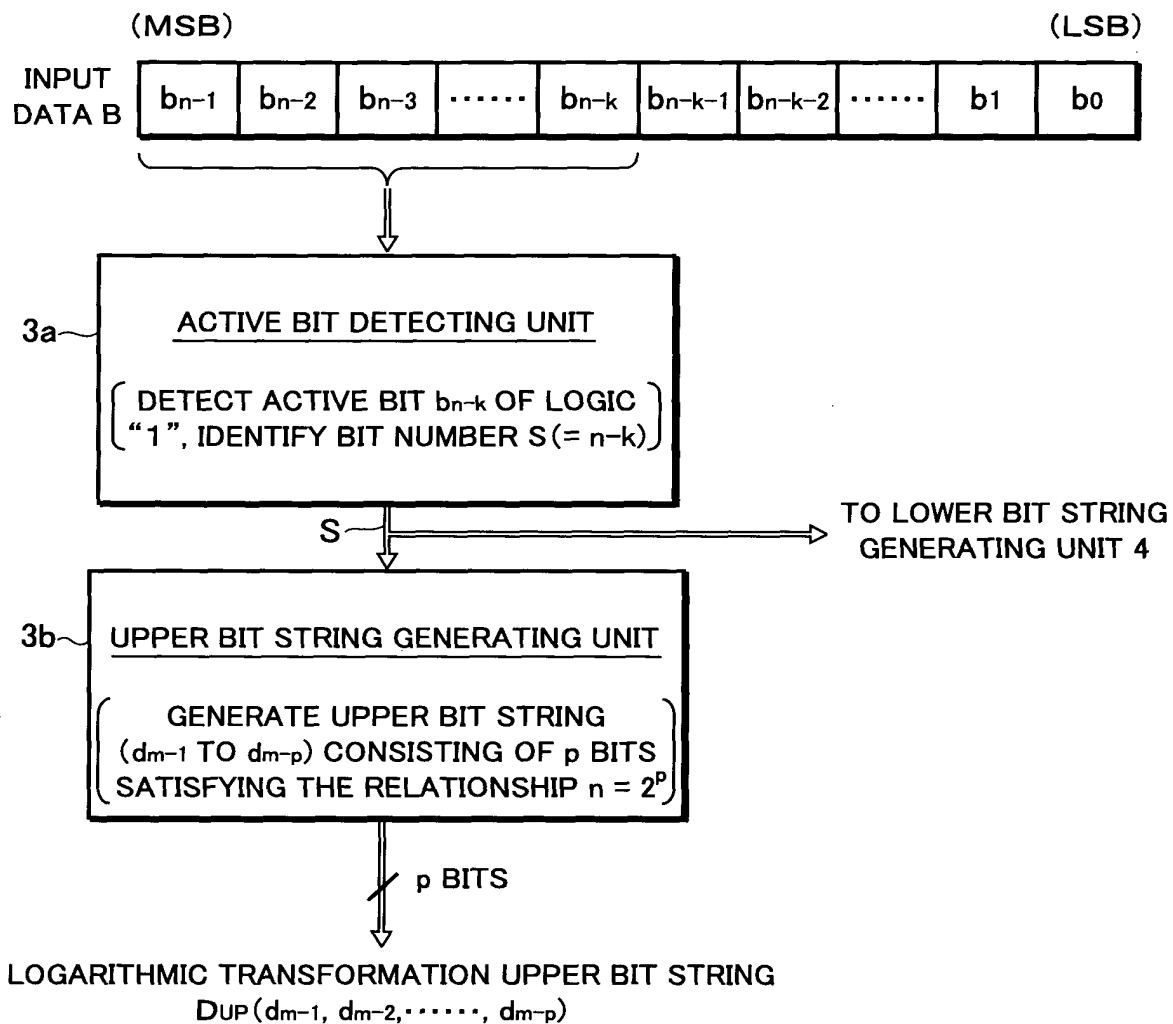 (MSB) (LSB)
INPUT
DATA B
bn-1 bn-2 bn-3 ······ bn-k bn-k-1 bn-k-2 ······ b1 b0
3a
ACTIVE BIT DETECTING UNIT
DETECT ACTIVE BIT bn-k OF LOGIC
“1”, IDENTIFY BIT NUMBER S (= n-k)
S
TO LOWER BIT STRING
GENERATING UNIT 4
3b
UPPER BIT STRING GENERATING UNIT
GENERATE UPPER BIT STRING
(dm-1 TO dm-p) CONSISTING OF p BITS
SATISFYING THE RELATIONSHIP n = 2^p
p BITS
LOGARITHMIC TRANSFORMATION UPPER BIT STRING
DUP (dm-1, dm-2, ······, dm-p)